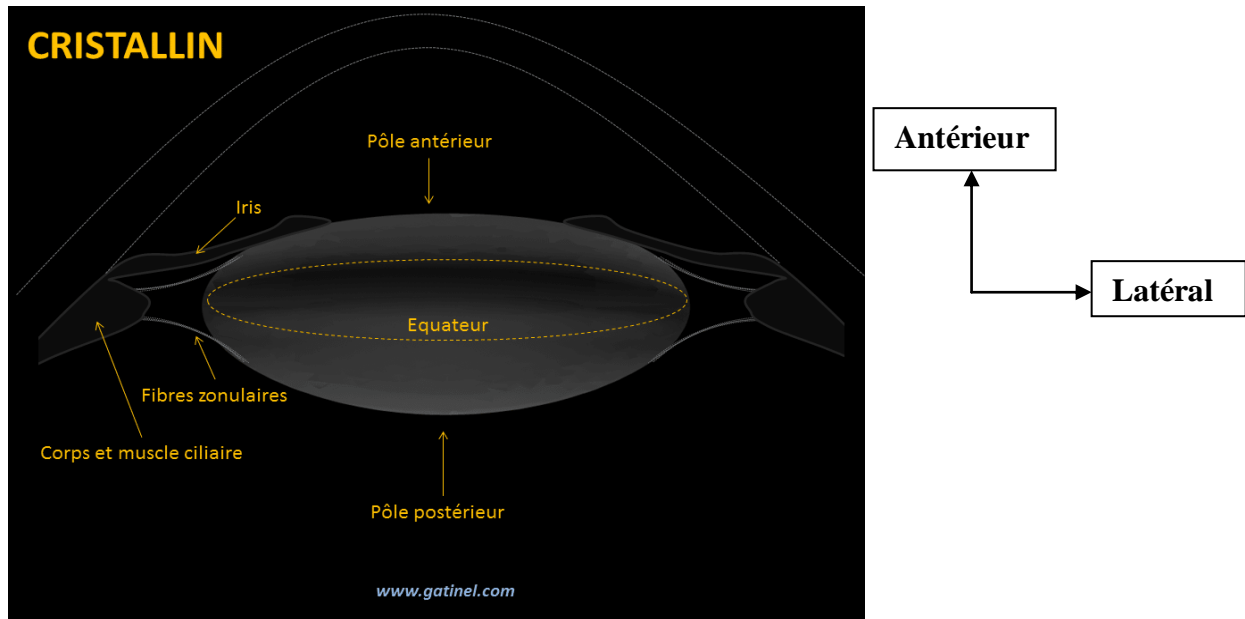 CRISTALLIN
Pôle antérieur
Antérieur
Iris
Latéral
Equateur
Fibres zonulaires
Corps et muscle ciliaire
Pôle postérieur
www.gatinel.com